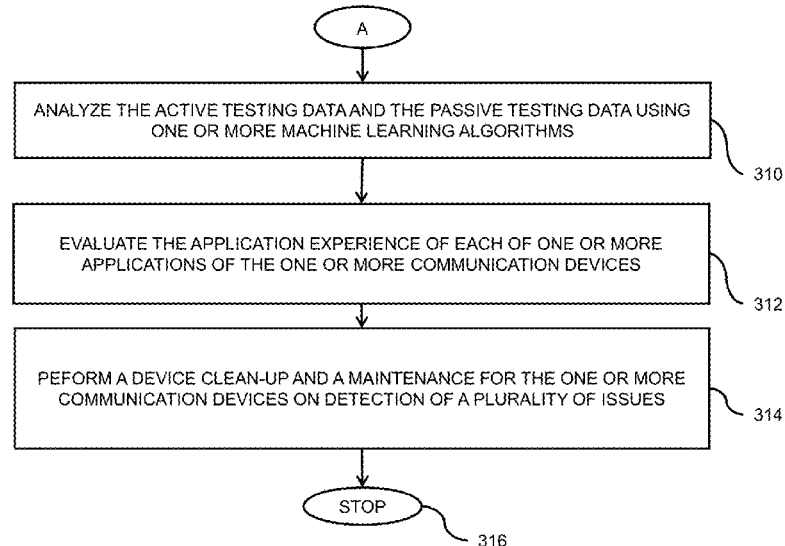 A
ANALYZE THE ACTIVE TESTING DATA AND THE PASSIVE TESTING DATA USING
ONE OR MORE MACHINE LEARNING ALGORITHMS
310
EVALUATE THE APPLICATION EXPERIENCE OF EACH OF ONE OR MORE
APPLICATIONS OF THE ONE OR MORE COMMUNICATION DEVICES
312
PEFORM A DEVICE CLEAN-UP AND A MAINTENANCE FOR THE ONE OR MORE
COMMUNICATION DEVICES ON DETECTION OF A PLURALITY OF ISSUES
314
STOP
316